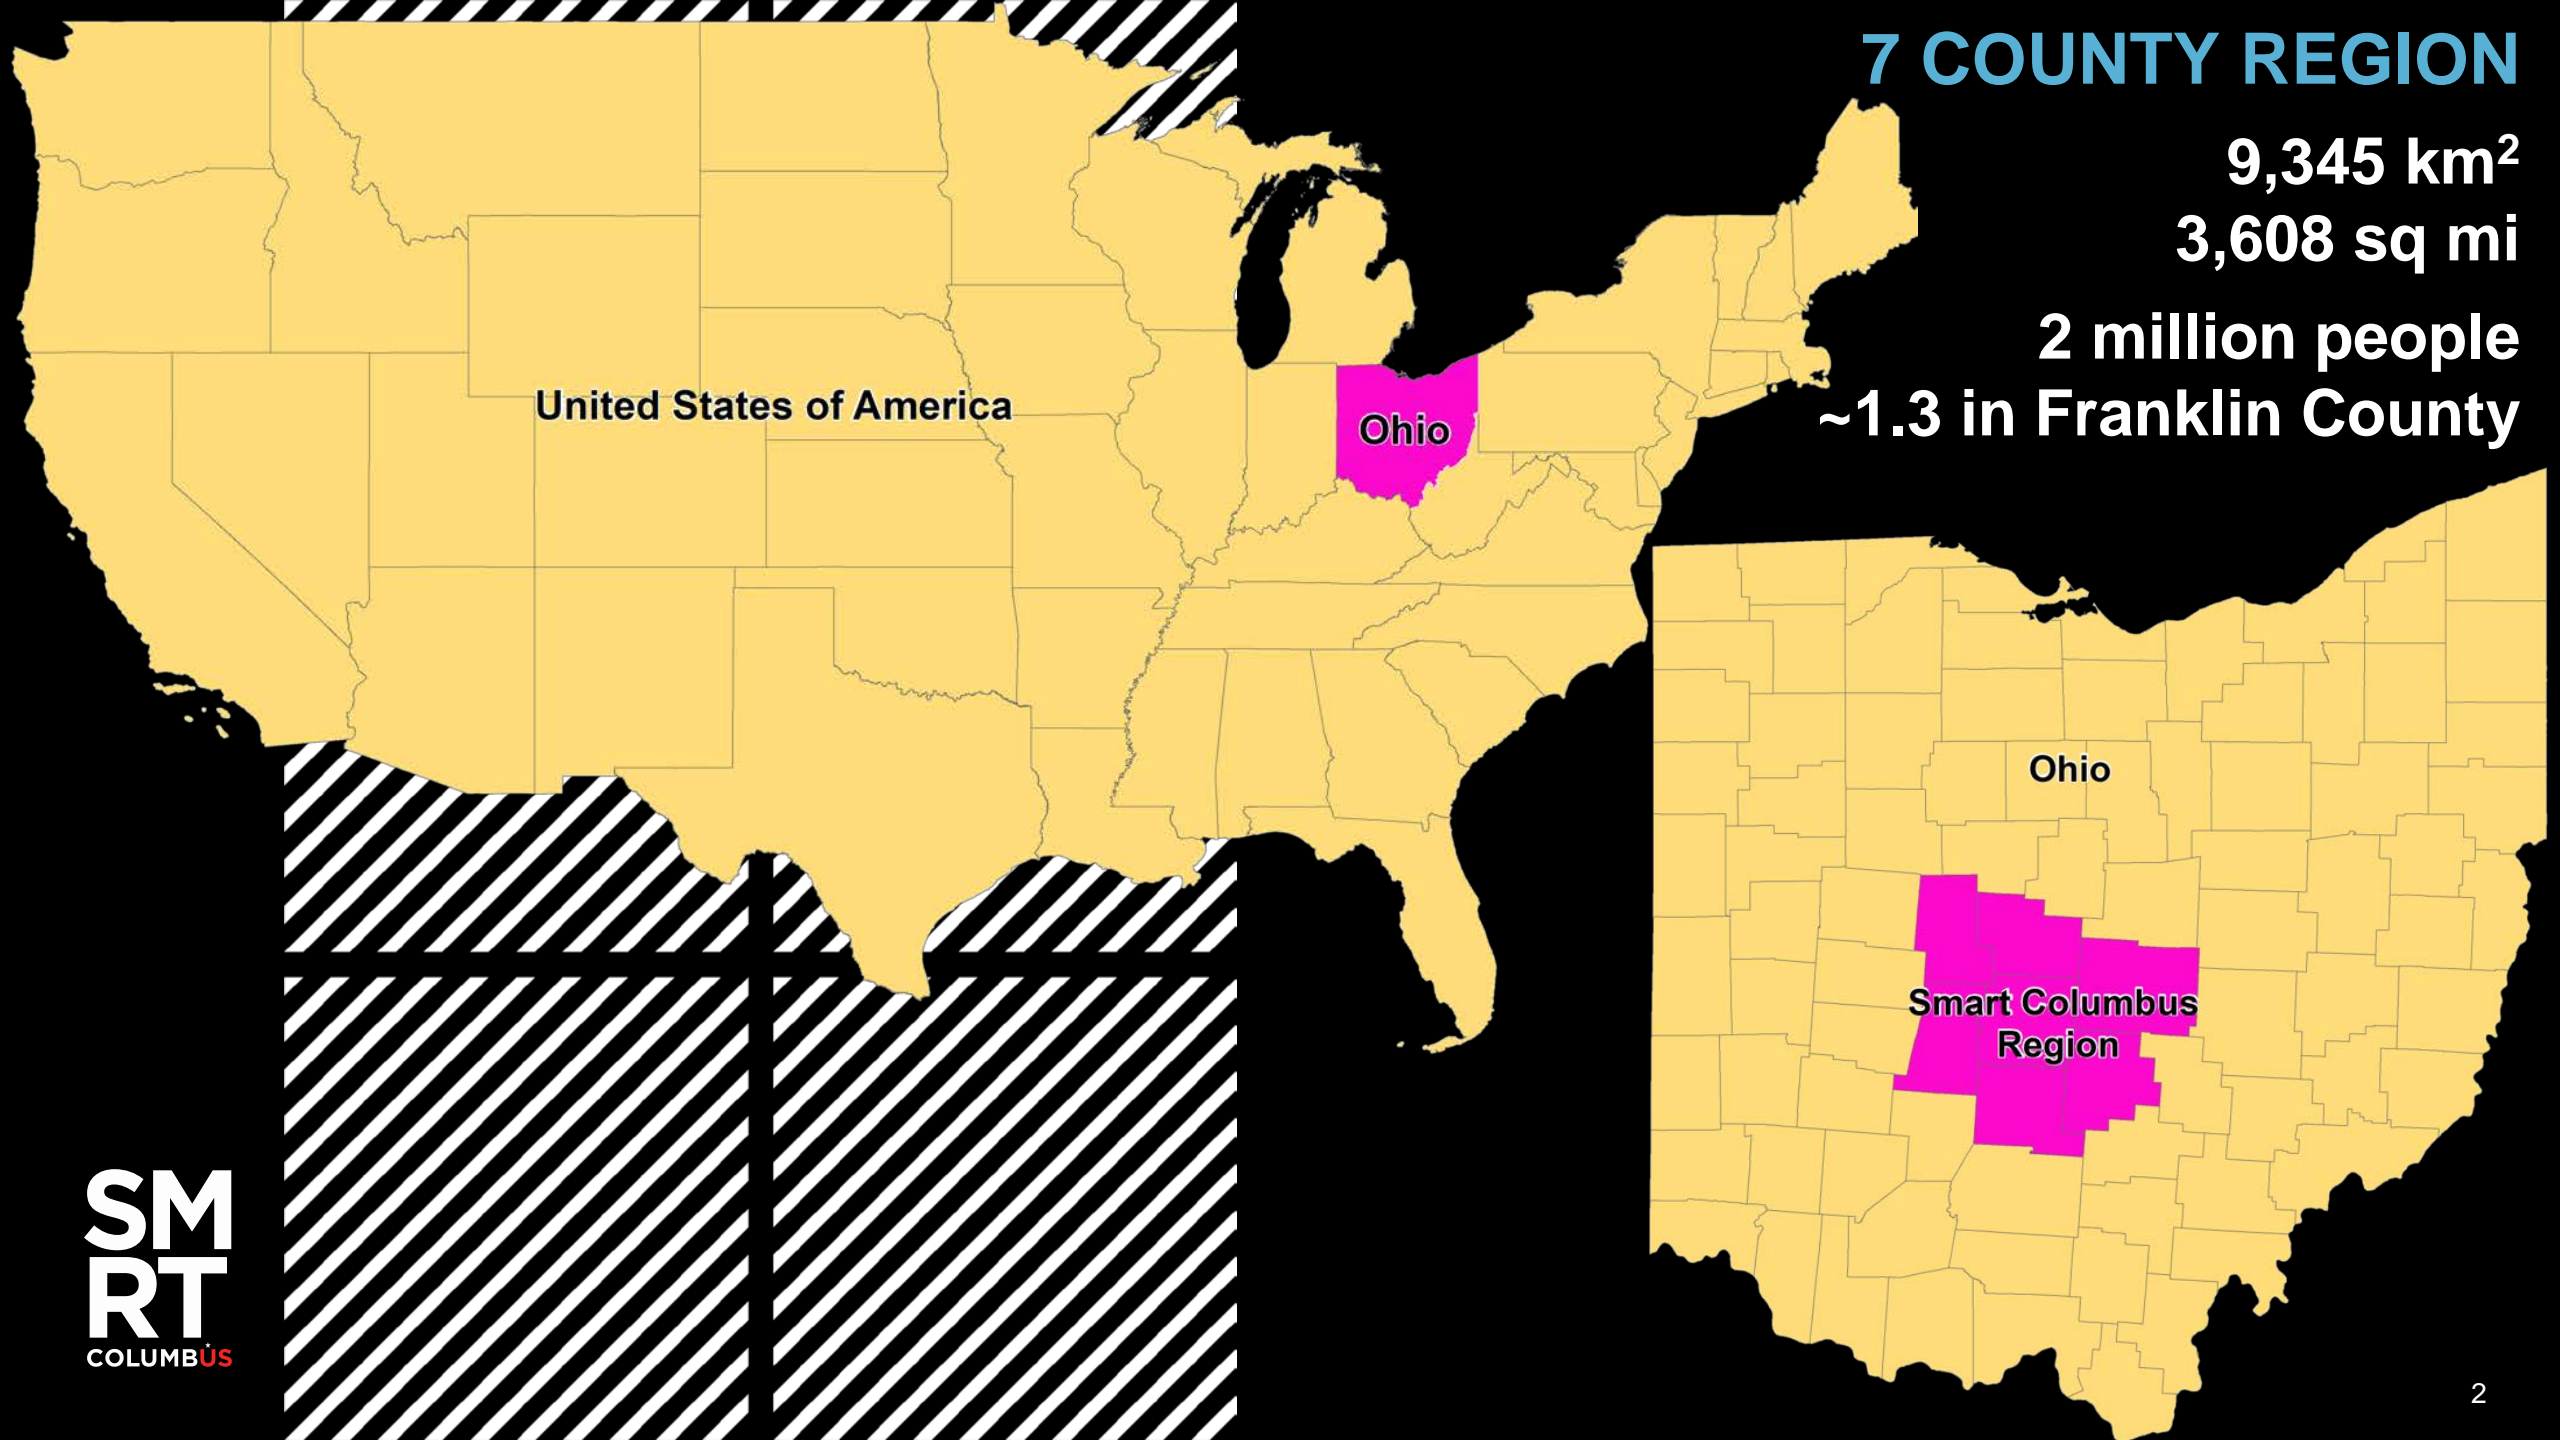 7 COUNTY REGION
9,345 km²
3,608 sq mi
2 million people
~1.3 in Franklin County
United States of America
Ohio
Ohio
Smart Columbus
Region
SM
RT
COLUMBUS
2